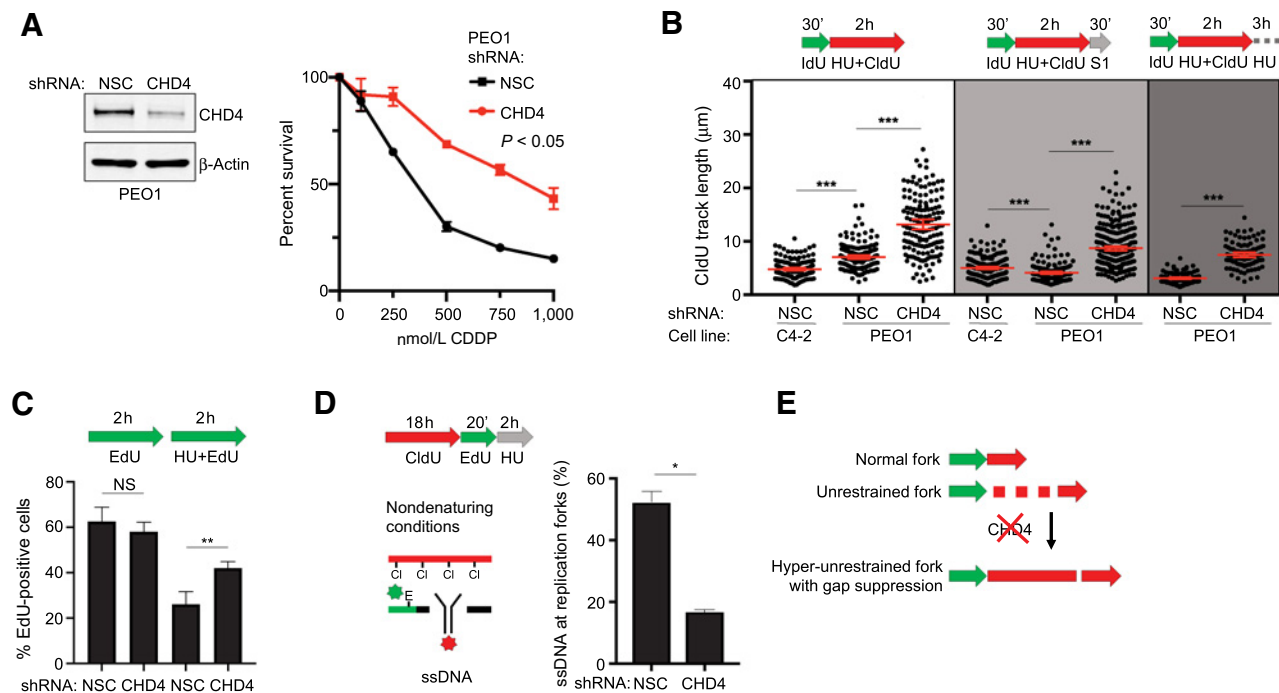 A
shRNA: NSC CHD4
CHD4
β-Actin
PEO1
PEO1
shRNA:
NSC
CHD4
P < 0.05
Percent survival
100
50
0
0 250 500 750 1,000
nmol/L CDDP
B
30’ 2h
IdU HU+CldU
30’ 2h 30’
IdU HU+CldU S1
30’ 2h 3h
IdU HU+CldU HU
CldU track length (μm)
40
30
20
10
0
*** *** *** *** ***
shRNA: NSC NSC CHD4 NSC NSC CHD4 NSC CHD4
Cell line: C4-2 PEO1 C4-2 PEO1 PEO1
C
2h 2h
EdU HU+EdU
% EdU-positive cells
80
60
40
20
0
NS
**
shRNA: NSC CHD4 NSC CHD4
D
18h 20’ 2h
CldU EdU HU
Nondenaturing
conditions
Cl Cl Cl Cl
E
ssDNA
ssDNA at replication forks (%)
60
40
20
0
*
shRNA: NSC CHD4
E
Normal fork
Unrestrained fork
CHD4
Hyper-unrestrained fork
with gap suppression